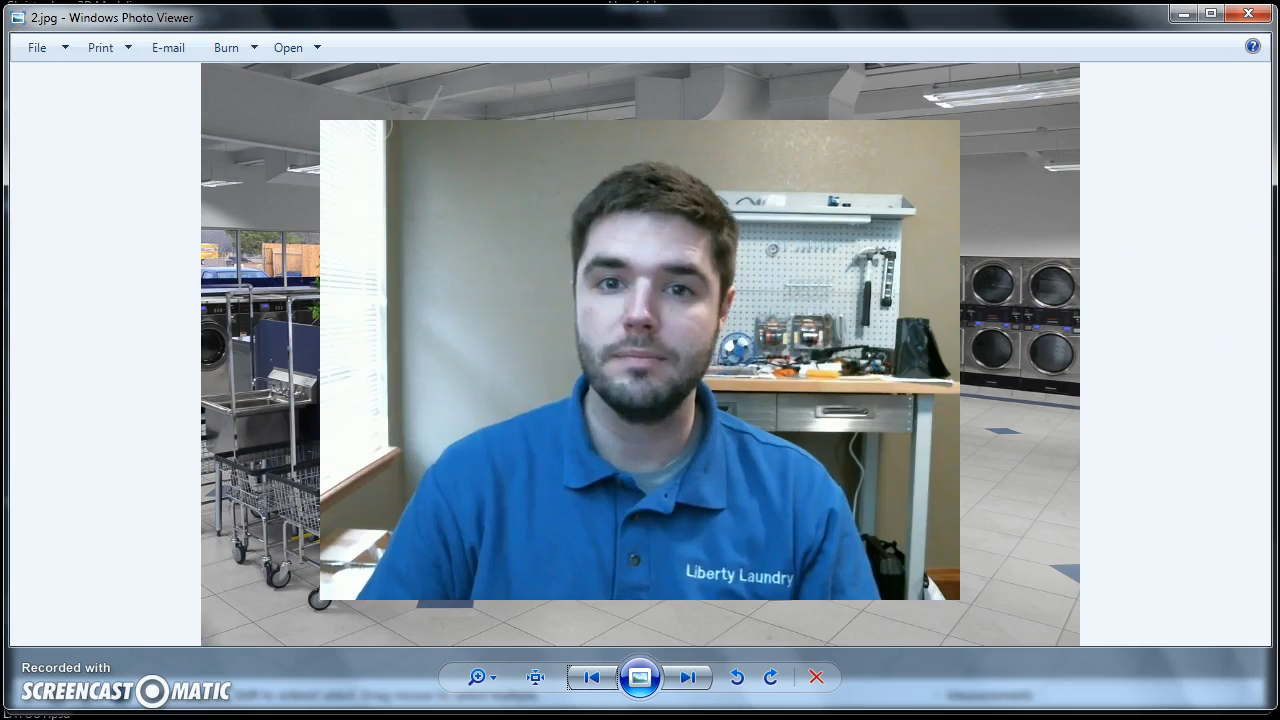 2.jpg - Windows Photo Viewer
File Print E-mail Burn Open
Liberty Laundry
Recorded with
SCREENCAST MATIC